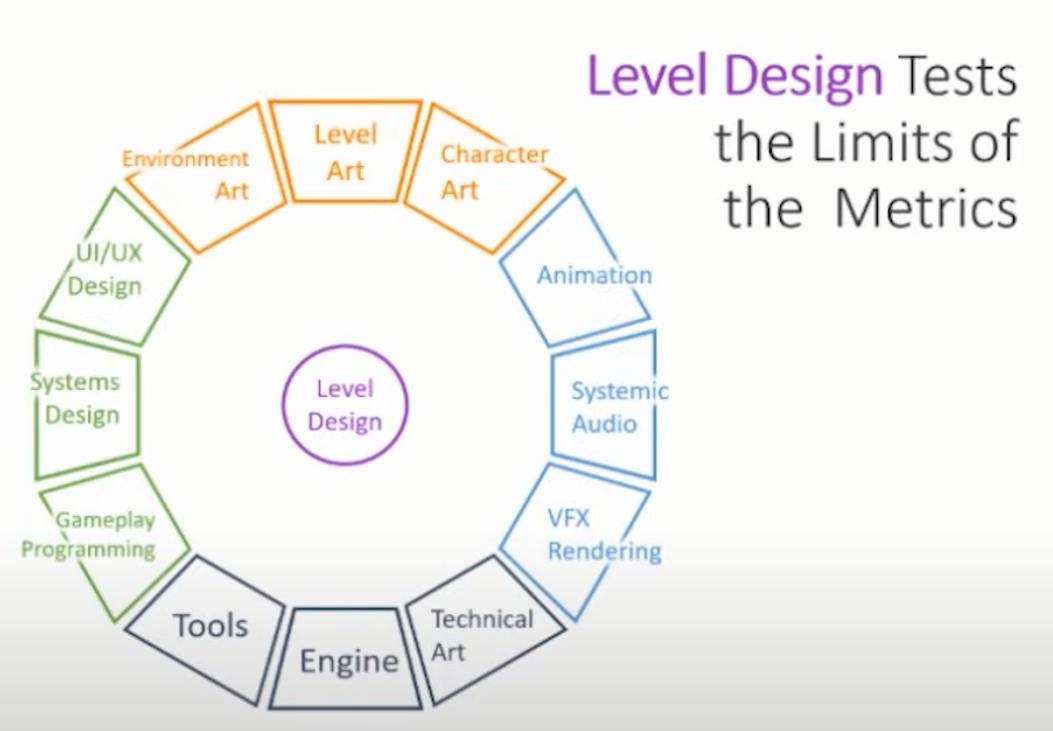 Level Design Tests
the Limits of
the Metrics
Level
Art
Character
Art
Animation
Systemic
Audio
VFX
Rendering
Technical
Art
Engine
Tools
Gameplay
Programming
Systems
Design
UI/UX
Design
Environment
Art
Level
Design